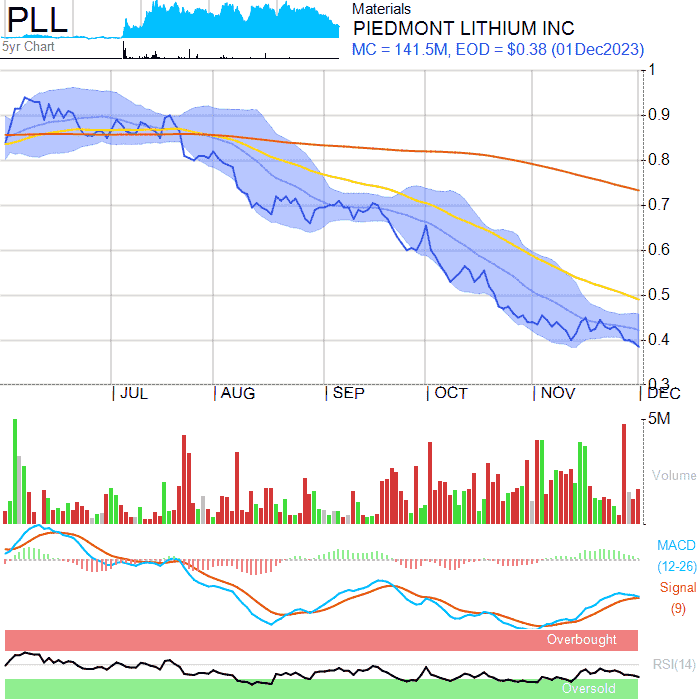 PLL
5yr Chart
Materials
PIEDMONT LITHIUM INC
MC = 141.5M, EOD = $0.38 (01Dec2023)
1
0.9
0.8
0.7
0.6
0.5
0.4
0.3
JUL AUG SEP OCT NOV DEC
5M
Volume
MACD
(12-26)
Signal
(9)
Overbought
RSI(14)
Oversold